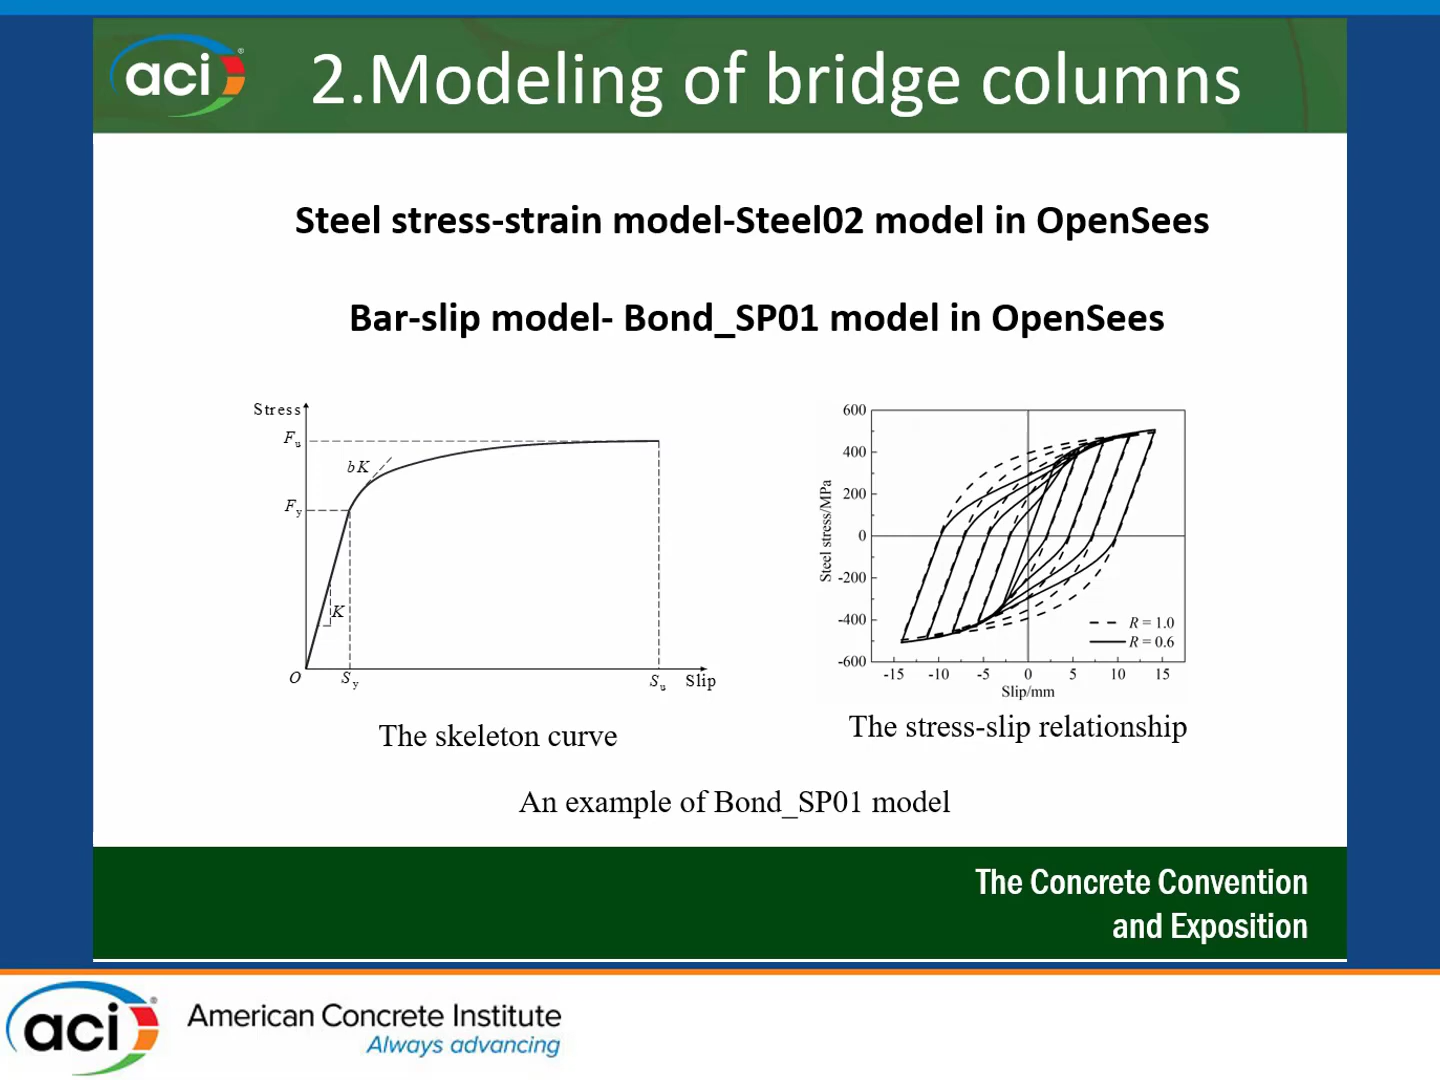 aci®
2.Modeling of bridge columns
Steel stress-strain model-Steel02 model in OpenSees
Bar-slip model- Bond_SP01 model in OpenSees
Stress
Fu
bK
Fy
K
O
Sy
Su
Slip
The skeleton curve
600
400
200
0
-200
-400
-600
Steel stress/MPa
R = 1.0
R = 0.6
-15 -10 -5 0 5 10 15
Slip/mm
The stress-slip relationship
An example of Bond_SP01 model
The Concrete Convention
and Exposition
aci®
American Concrete Institute
Always advancing